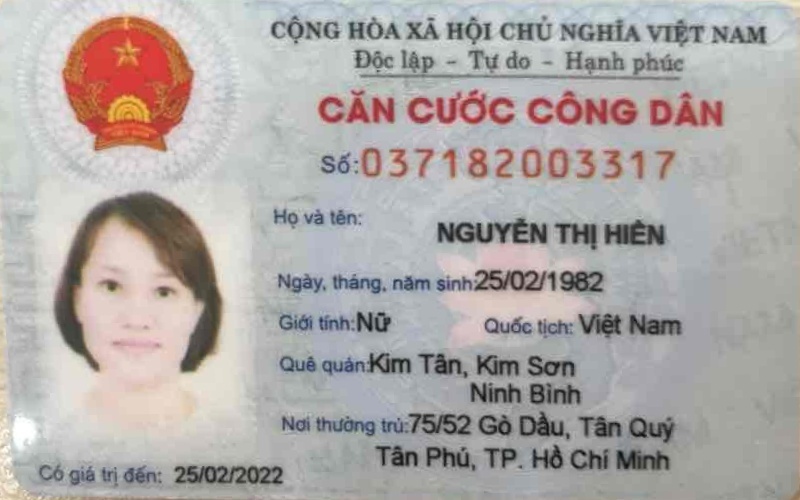 CỘNG HÒA XÃ HỘI CHỦ NGHĨA VIỆT NAM
Độc lập - Tự do - Hạnh phúc
CĂN CƯỚC CÔNG DÂN
Số: 037182003317
Họ và tên:
NGUYỄN THỊ HIÊN
Ngày, tháng, năm sinh: 25/02/1982
Giới tính: Nữ Quốc tịch: Việt Nam
Quê quán: Kim Tân, Kim Sơn
Ninh Bình
Nơi thường trú: 75/52 Gò Dầu, Tân Quý
Tân Phú, TP. Hồ Chí Minh
Có giá trị đến: 25/02/2022